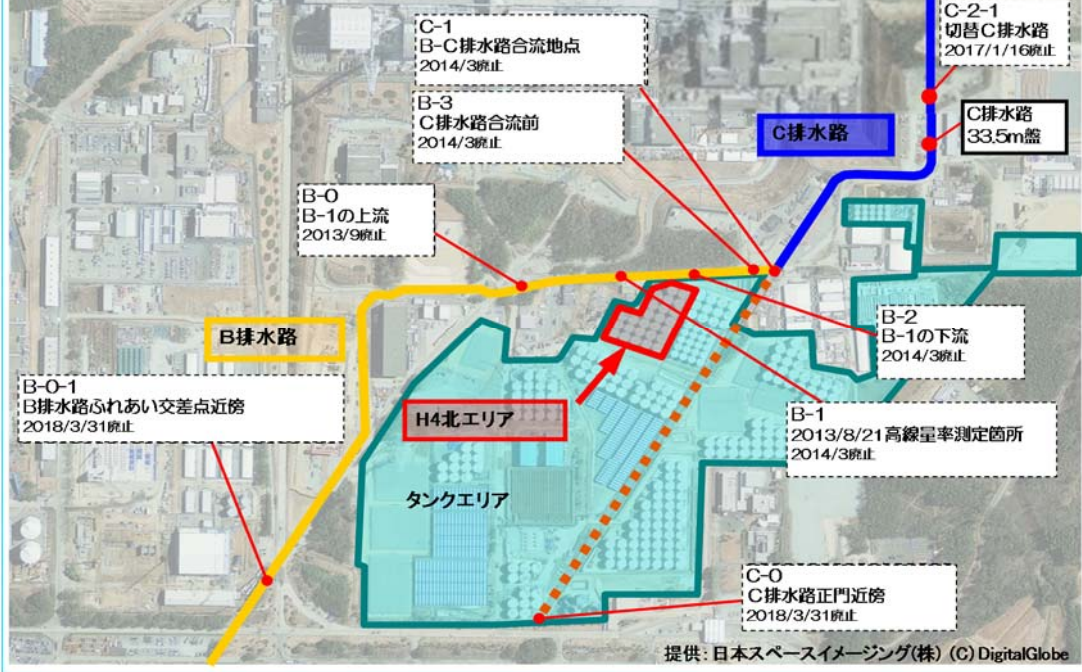 C-1
B-C排水路合流地点
2014/3廃止
C-2-1
切替C排水路
2017/1/16廃止
B-3
C排水路合流前
2014/3廃止
C排水路
C排水路
33.5m盤
B-0
B-1の上流
2013/9廃止
B排水路
B-2
B-1の下流
2014/3廃止
B-0-1
B排水路ふれあい交差点近傍
2018/3/31廃止
H4北エリア
B-1
2013/8/21高線量率測定箇所
2014/3廃止
タンクエリア
C-0
C排水路正門近傍
2018/3/31廃止
提供:日本スペースイメージング(株) (C)DigitalGlobe